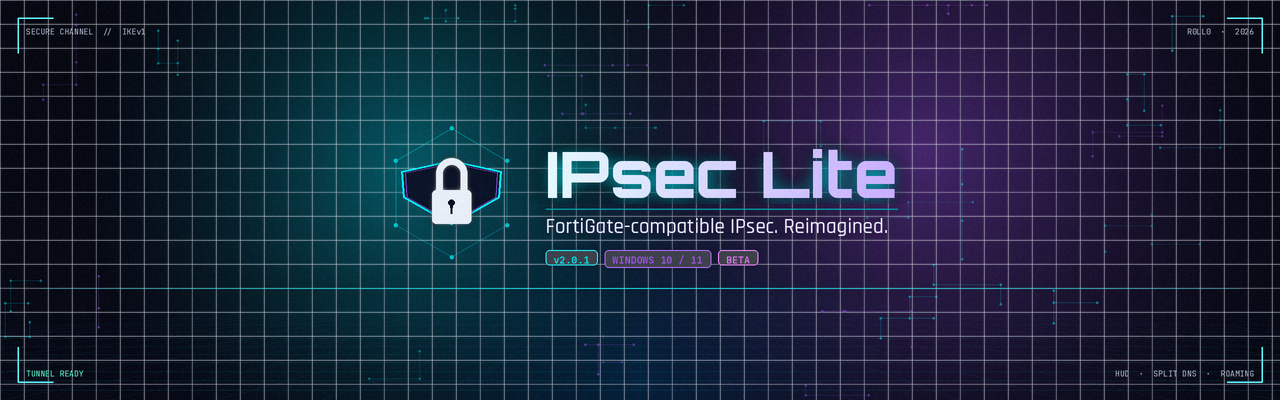 SECURE CHANNEL // IKEv1
R0LL0 · 2026
IPsec Lite
FortiGate-compatible IPsec. Reimagined.
v2.0.1 WINDOWS 10 / 11 BETA
TUNNEL READY
HUD · SPLIT DNS · ROAMING